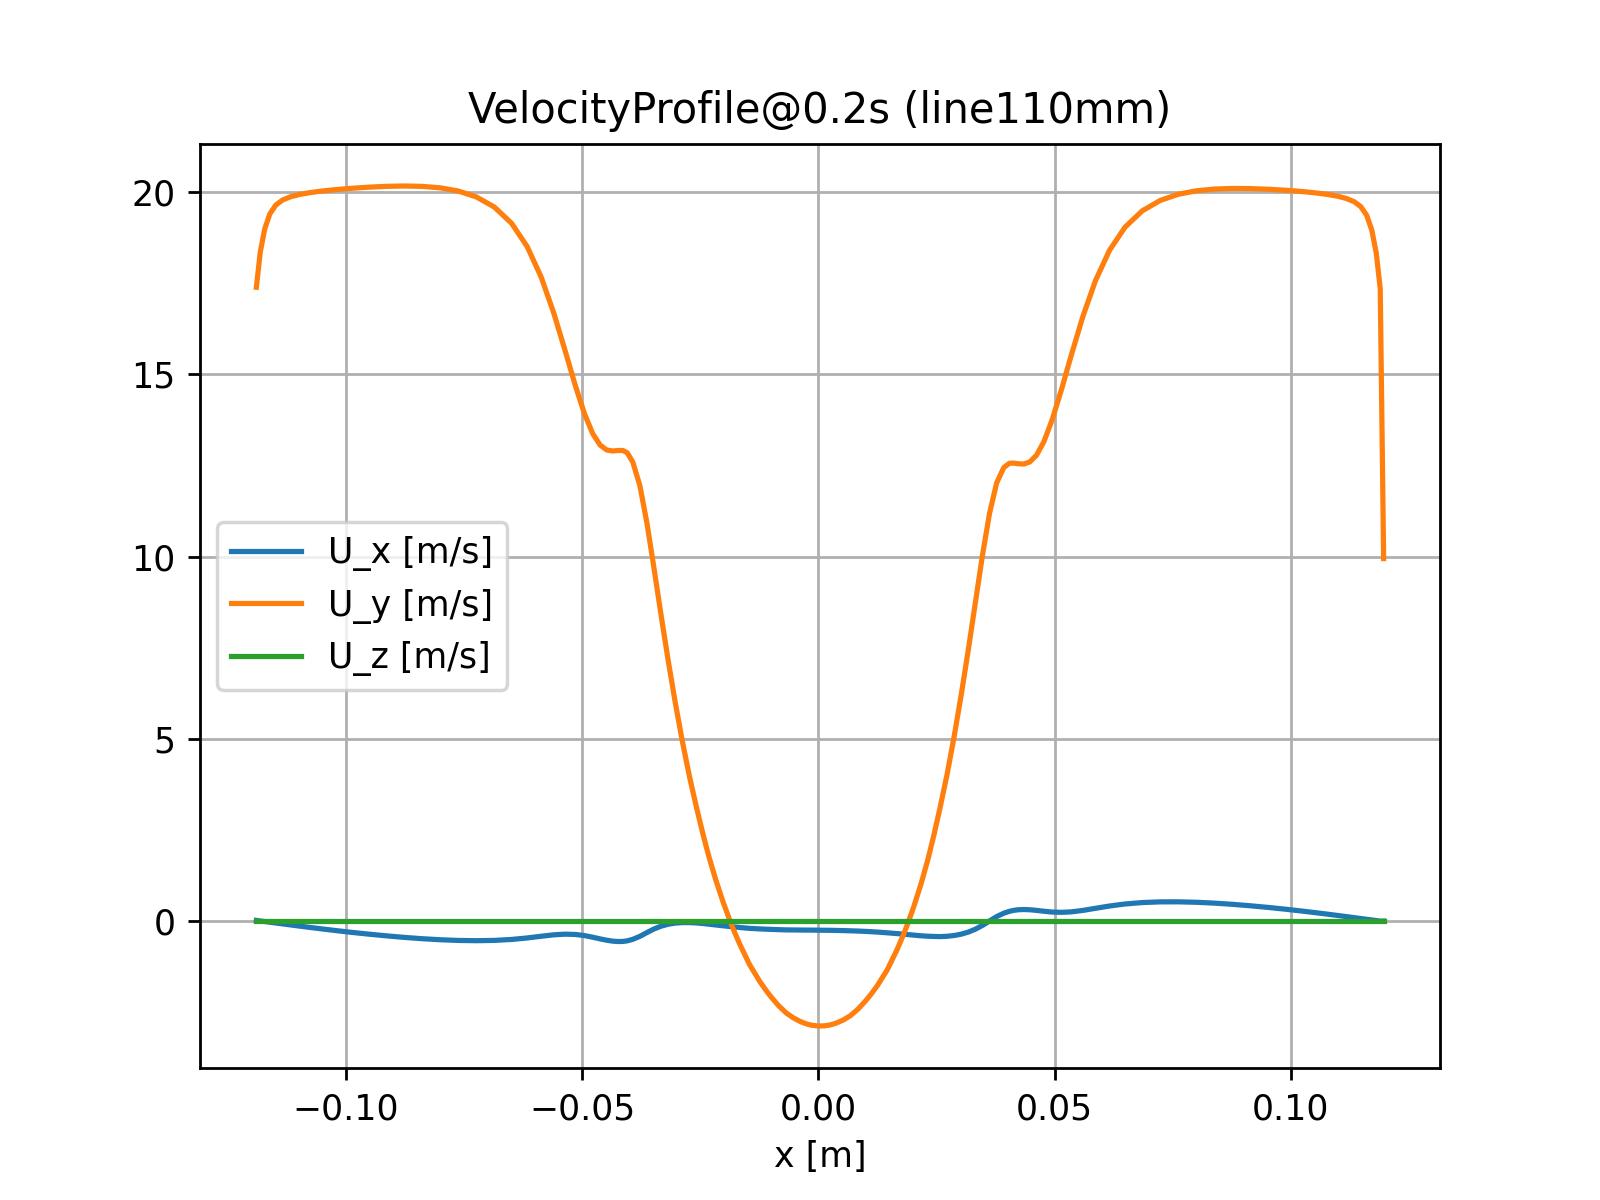 VelocityProfile@0.2s (line110mm)
20
15
10
5
0
U_x [m/s]
U_y [m/s]
U_z [m/s]
−0.10
−0.05
0.00
0.05
0.10
x [m]